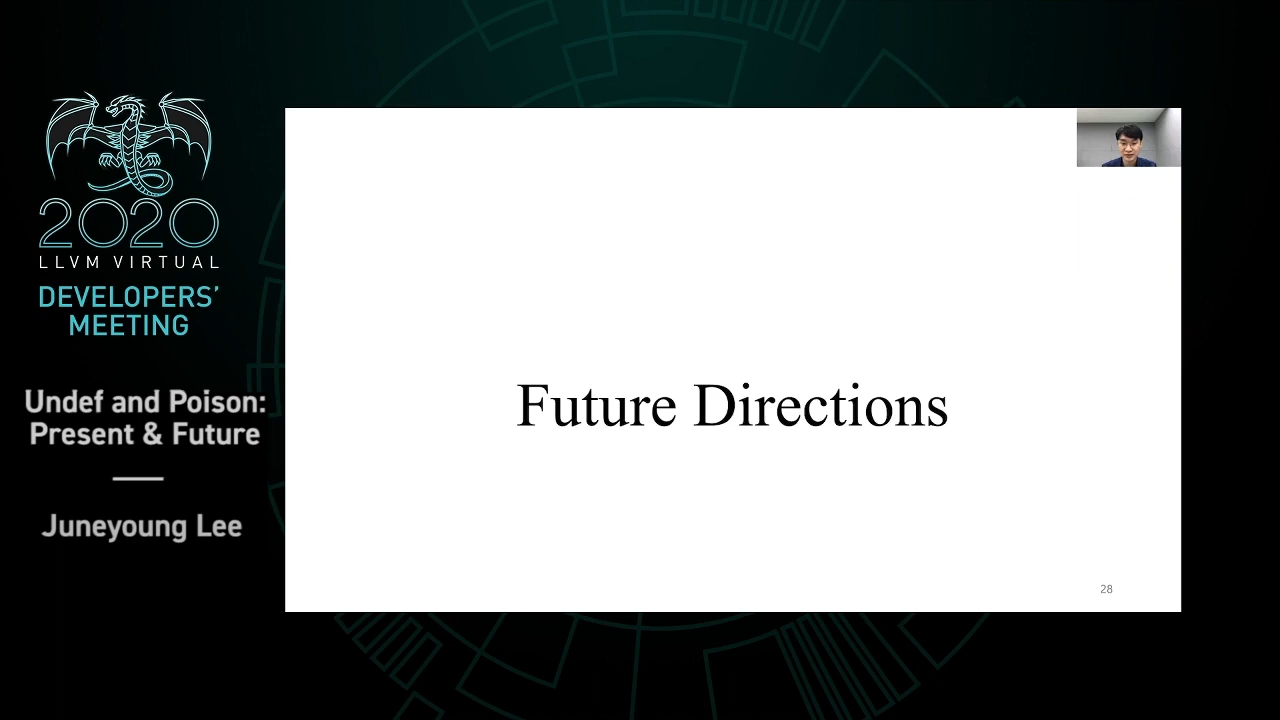 2020
LLVM VIRTUAL
DEVELOPERS'
MEETING
Undef and Poison:
Present & Future
Juneyoung Lee
Future Directions
28